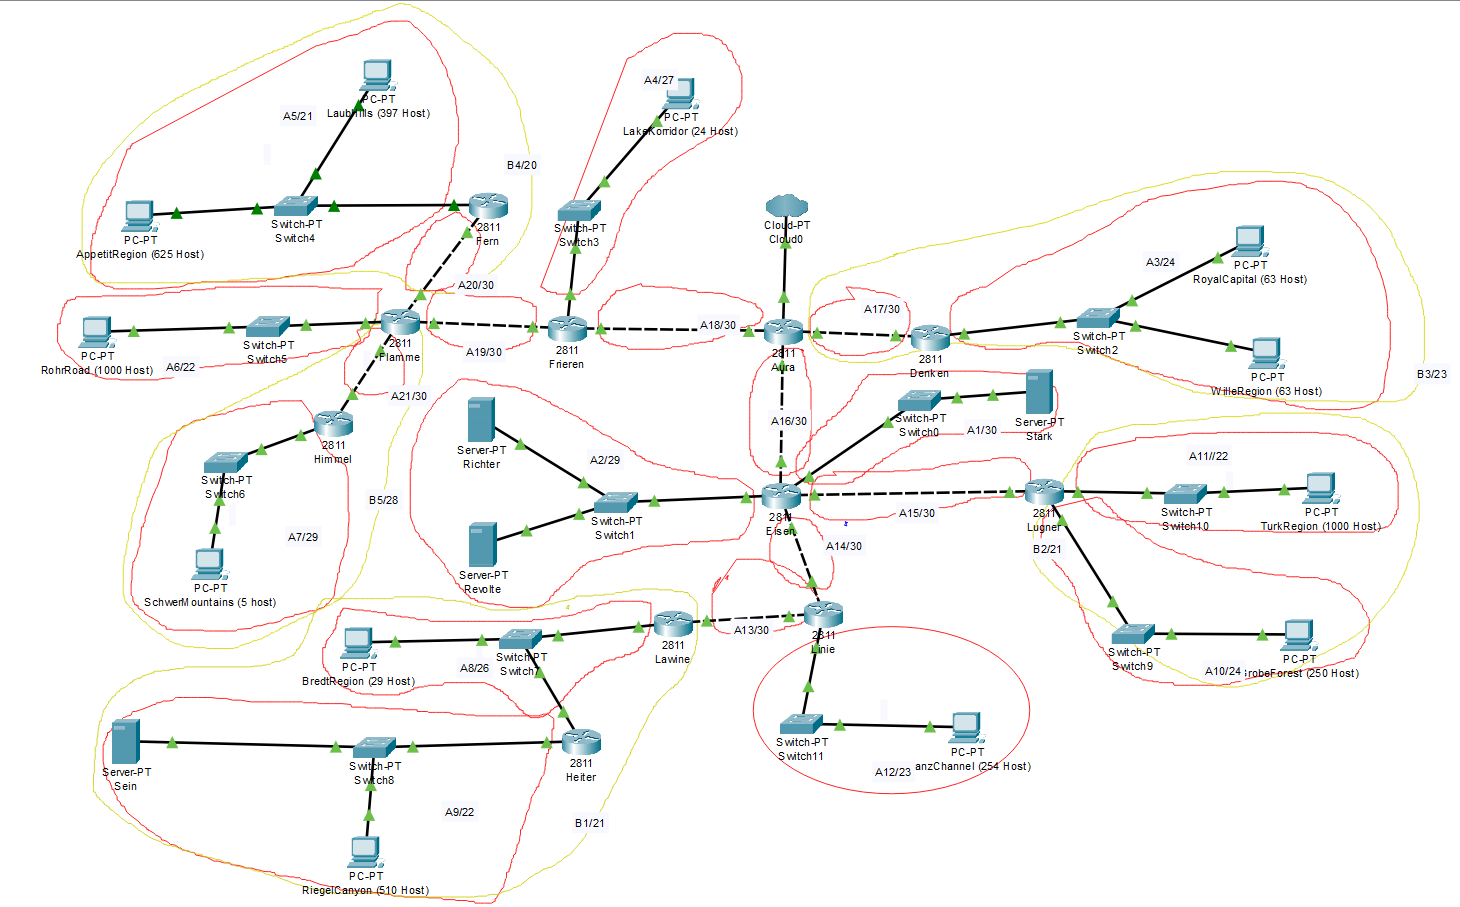 PC-PT
Laubhills (397 Host)
A5/21
A4/27
PC-PT
LakeKorridor (24 Host)
B4/20
PC-PT
AppetitRegion (625 Host)
Switch-PT
Switch4
2811
Fern
Switch-PT
Switch3
Cloud-PT
Cloud0
A3/24
PC-PT
RoyalCapital (63 Host)
A20/30
A17/30
A18/30
Switch-PT
Switch2
PC-PT
RohrRoad (1000 Host)
A6/22
Switch-PT
Switch5
2811
Flamme
A19/30
2811
Frieren
2811
Aura
2811
Denken
PC-PT
WilleRegion (63 Host)
B3/23
A21/30
A16/30
Switch-PT
Switch0
A1/30
Server-PT
Stark
2811
Himmel
Server-PT
Richter
A2/29
A11//22
Switch-PT
Switch6
B5/28
Switch-PT
Switch1
2811
Eisen
A15/30
2811
Lugner
Switch-PT
Switch10
PC-PT
TurkRegion (1000 Host)
A7/29
A14/30
B2/21
PC-PT
SchwerMountains (5 host)
Server-PT
Revolte
A13/30
2811
Linie
2811
Lawine
PC-PT
BredtRegion (29 Host)
A8/26
Switch-PT
Switch7
Switch-PT
Switch9
A10/24
PC-PT
(250 Host)
Server-PT
Sein
Switch-PT
Switch8
2811
Heiter
Switch-PT
Switch11
A12/23
PC-PT
anzChannel (254 Host)
A9/22
B1/21
PC-PT
RiegelCanyon (510 Host)